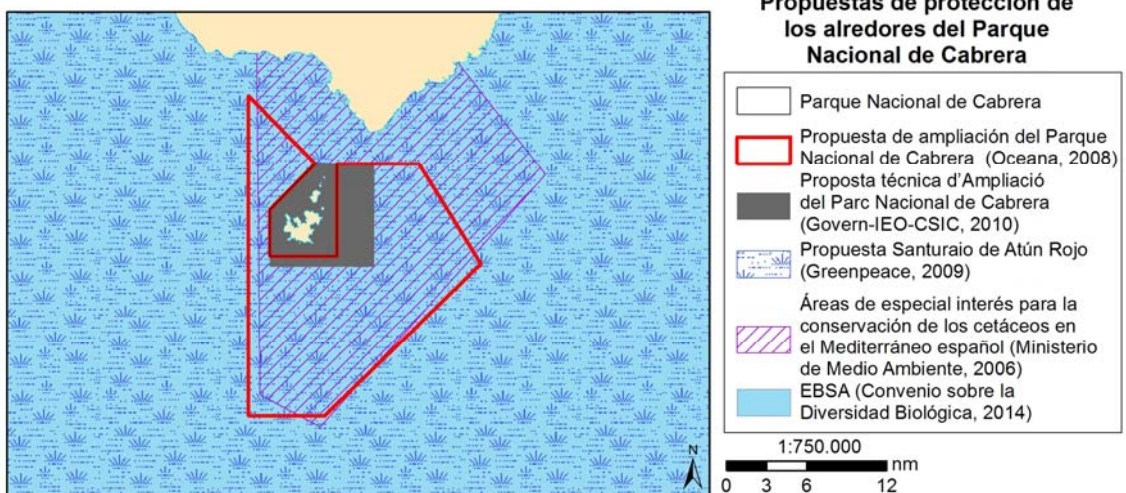 Propuestas de protección de
los alredores del Parque
Nacional de Cabrera
Parque Nacional de Cabrera
Propuesta de ampliación del Parque
Nacional de Cabrera (Oceana, 2008)
Proposta técnica d'Ampliació
del Parc Nacional de Cabrera
(Govern-IEO-CSIC, 2010)
Propuesta Santuraio de Atún Rojo
(Greenpeace, 2009)
Áreas de especial interés para la
conservación de los cetáceos en
el Mediterráneo español (Ministerio
de Medio Ambiente, 2006)
EBSA (Convenio sobre la
Diversidad Biológica, 2014)
N
1:750.000
nm
0 3 6 12